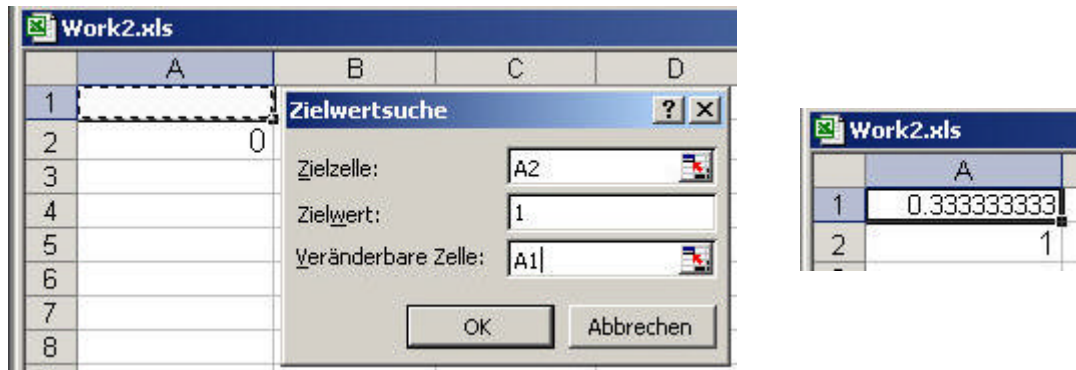 Work2.xls
A B C D
1
2 0
3
4
5
6
7
8
Zielwertsuche
Zielzelle: A2
Zielwert: 1
Veränderbare Zelle: A1
OK Abbrechen
Work2.xls
A
1 0.333333333
2 1